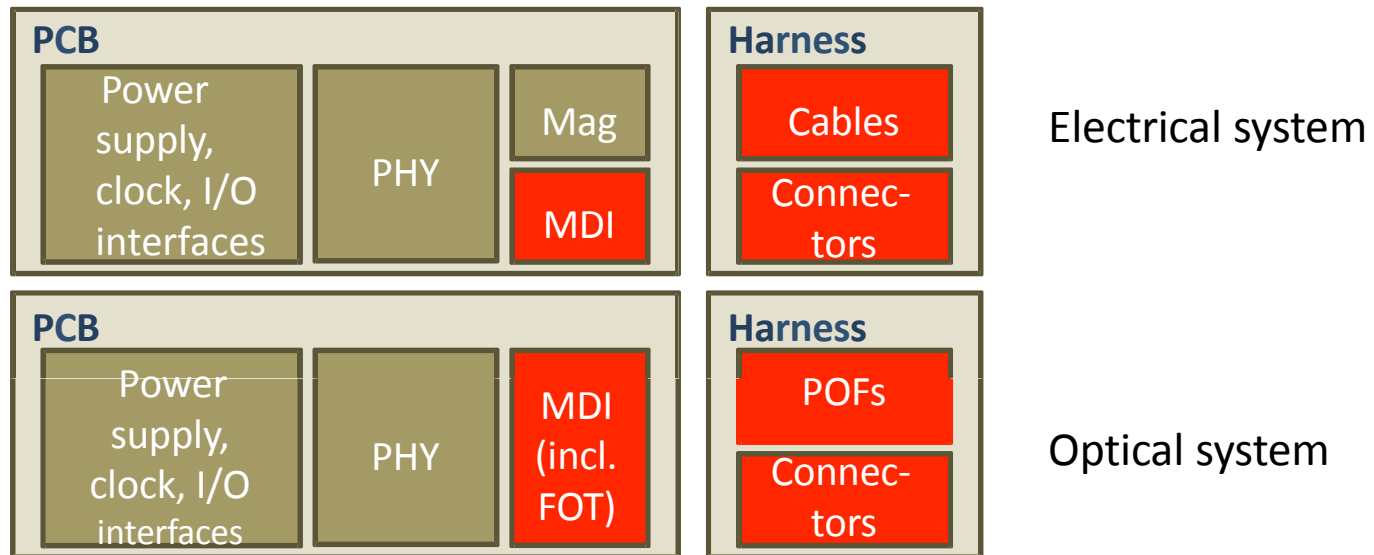 PCB
Power
supply,
clock, I/O
interfaces
PHY
Mag
MDI
Harness
Cables
Connec-
tors
Electrical system
PCB
Power
supply,
clock, I/O
interfaces
PHY
MDI
(incl.
FOT)
Harness
POFs
Connec-
tors
Optical system